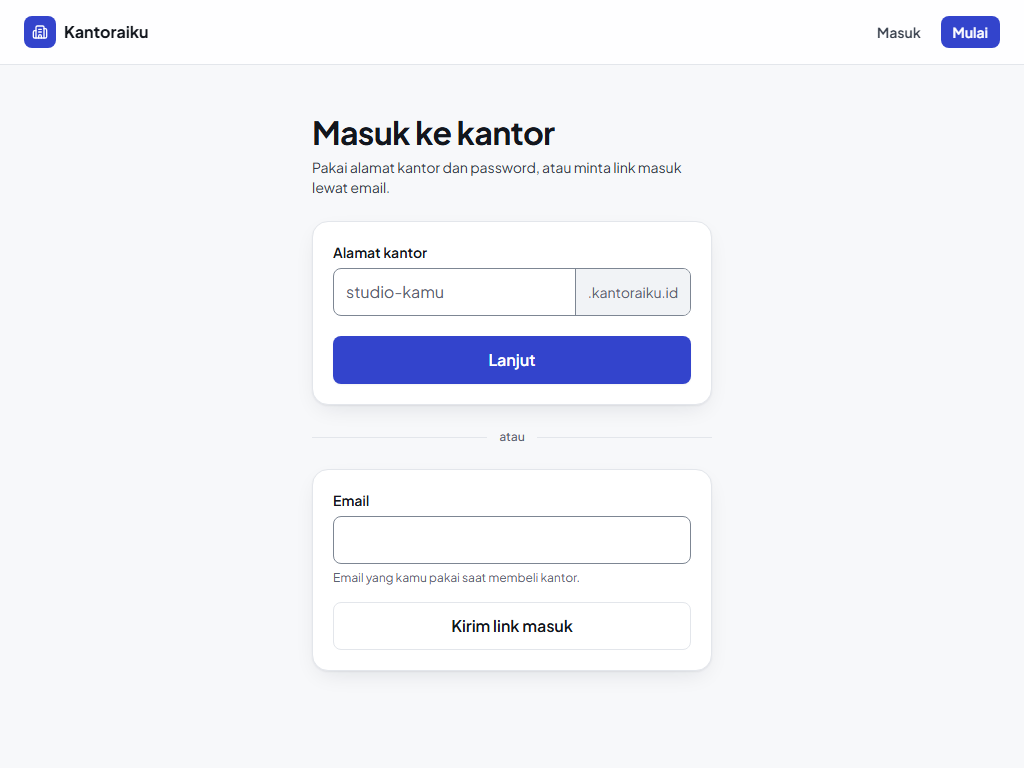 Kantoraiku
Masuk
Mulai
Masuk ke kantor
Pakai alamat kantor dan password, atau minta link masuk
lewat email.
Alamat kantor
studio-kamu
.kantoraiku.id
Lanjut
atau
Email
Email yang kamu pakai saat membeli kantor.
Kirim link masuk